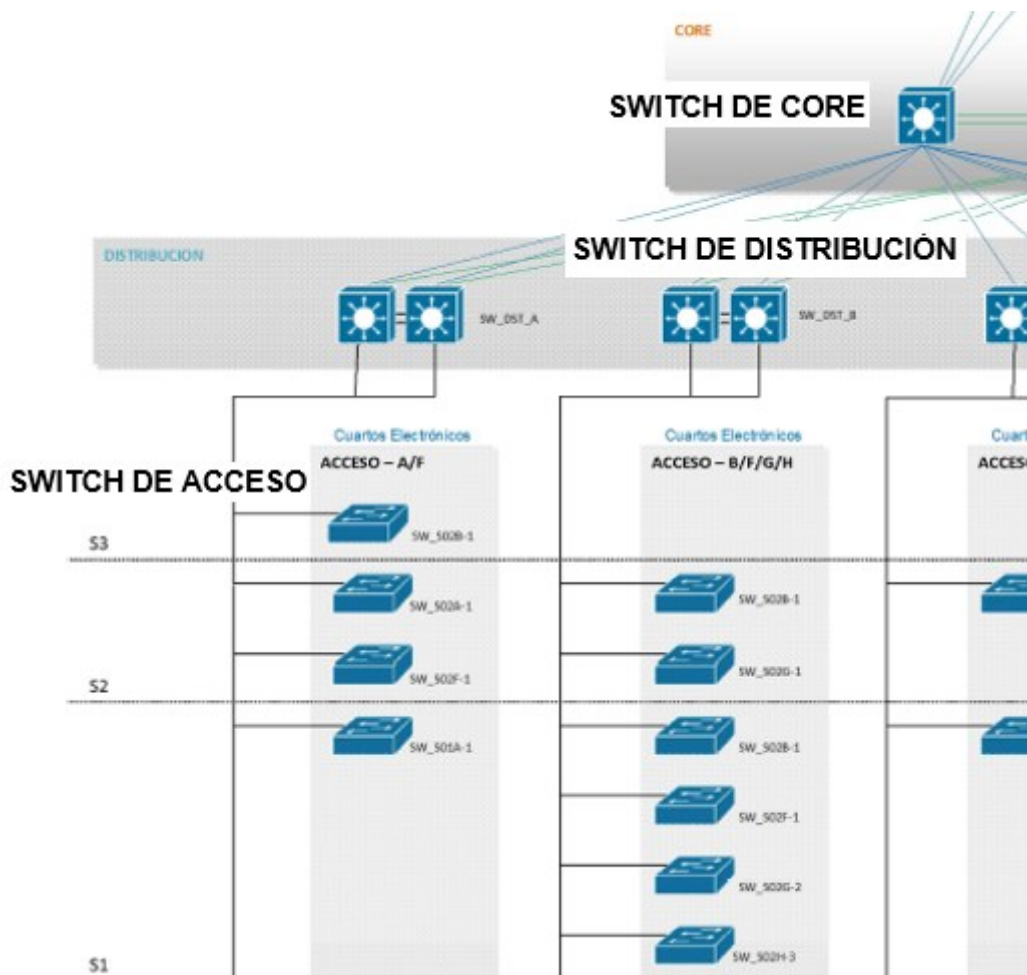 CORE
SWITCH DE CORE
DISTRIBUCION
SWITCH DE DISTRIBUCIÓN
SW_DST_A
SW_DST_B
Cuartos Electrónicos
Cuartos Electrónicos
Cuart
ACCESO – A/F
ACCESO – B/F/G/H
ACCES
SWITCH DE ACCESO
SW_S02B-1
S3
SW_S02A-1
SW_S02B-1
SW_S02F-1
SW_S02G-1
S2
SW_S01A-1
SW_S02B-1
SW_S02F-1
SW_S02G-2
SW_S02H-3
S1